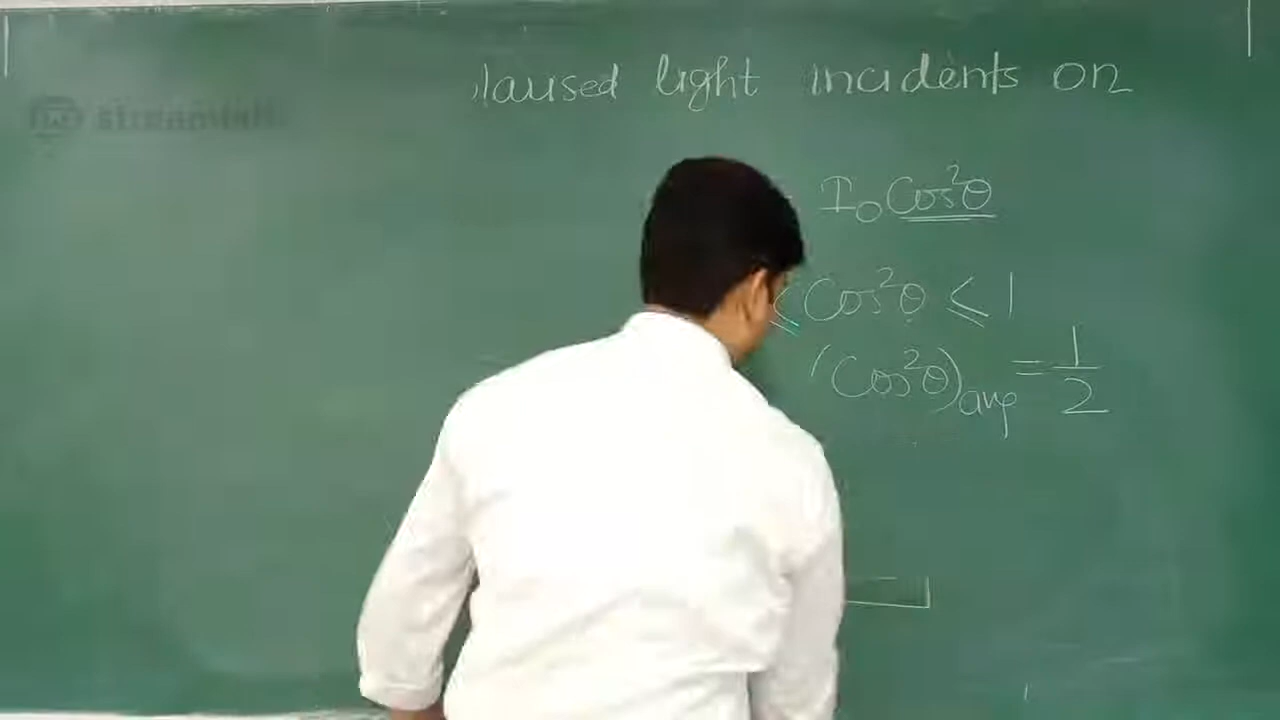 larised light incidents on
I₀Cos²θ
≤ Cos²θ ≤ 1
(Cos²θ)avg = 1/2